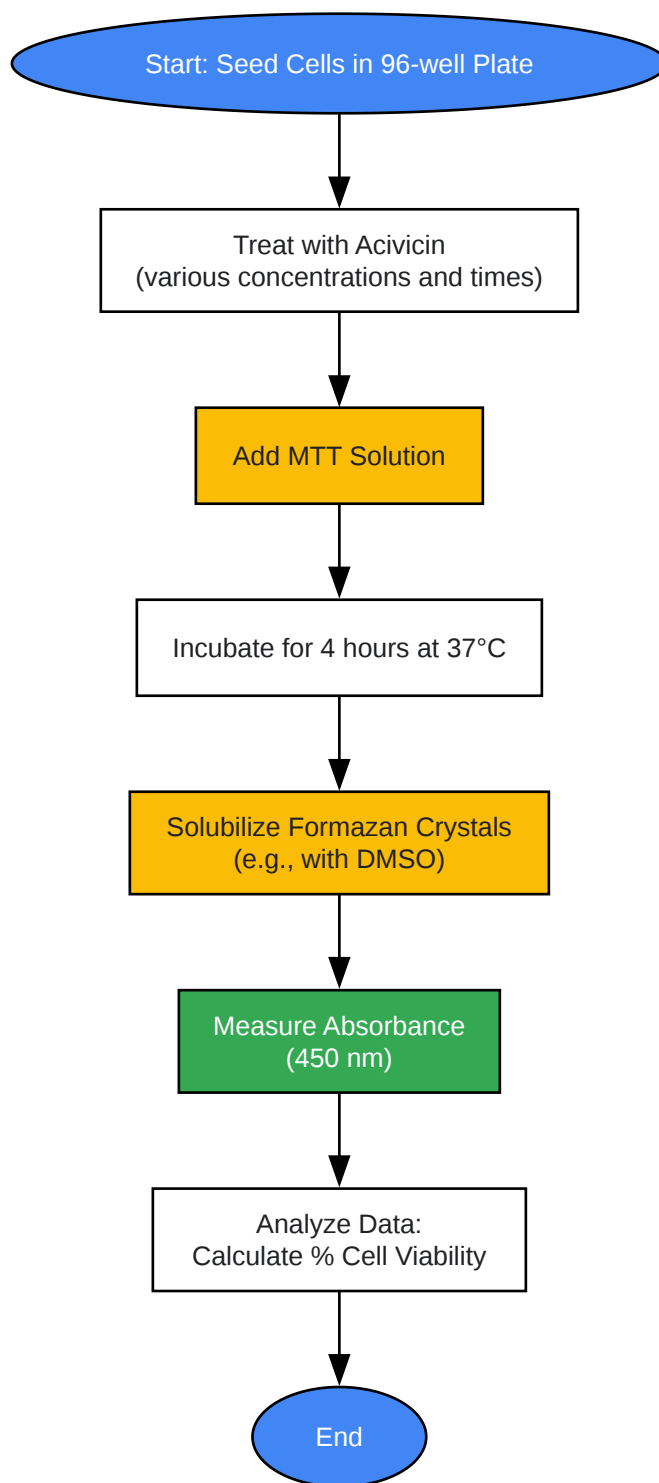 Start: Seed Cells in 96-well Plate
Treat with Acivicin
(various concentrations and times)
Add MTT Solution
Incubate for 4 hours at 37°C
Solubilize Formazan Crystals
(e.g., with DMSO)
Measure Absorbance
(450 nm)
Analyze Data:
Calculate % Cell Viability
End